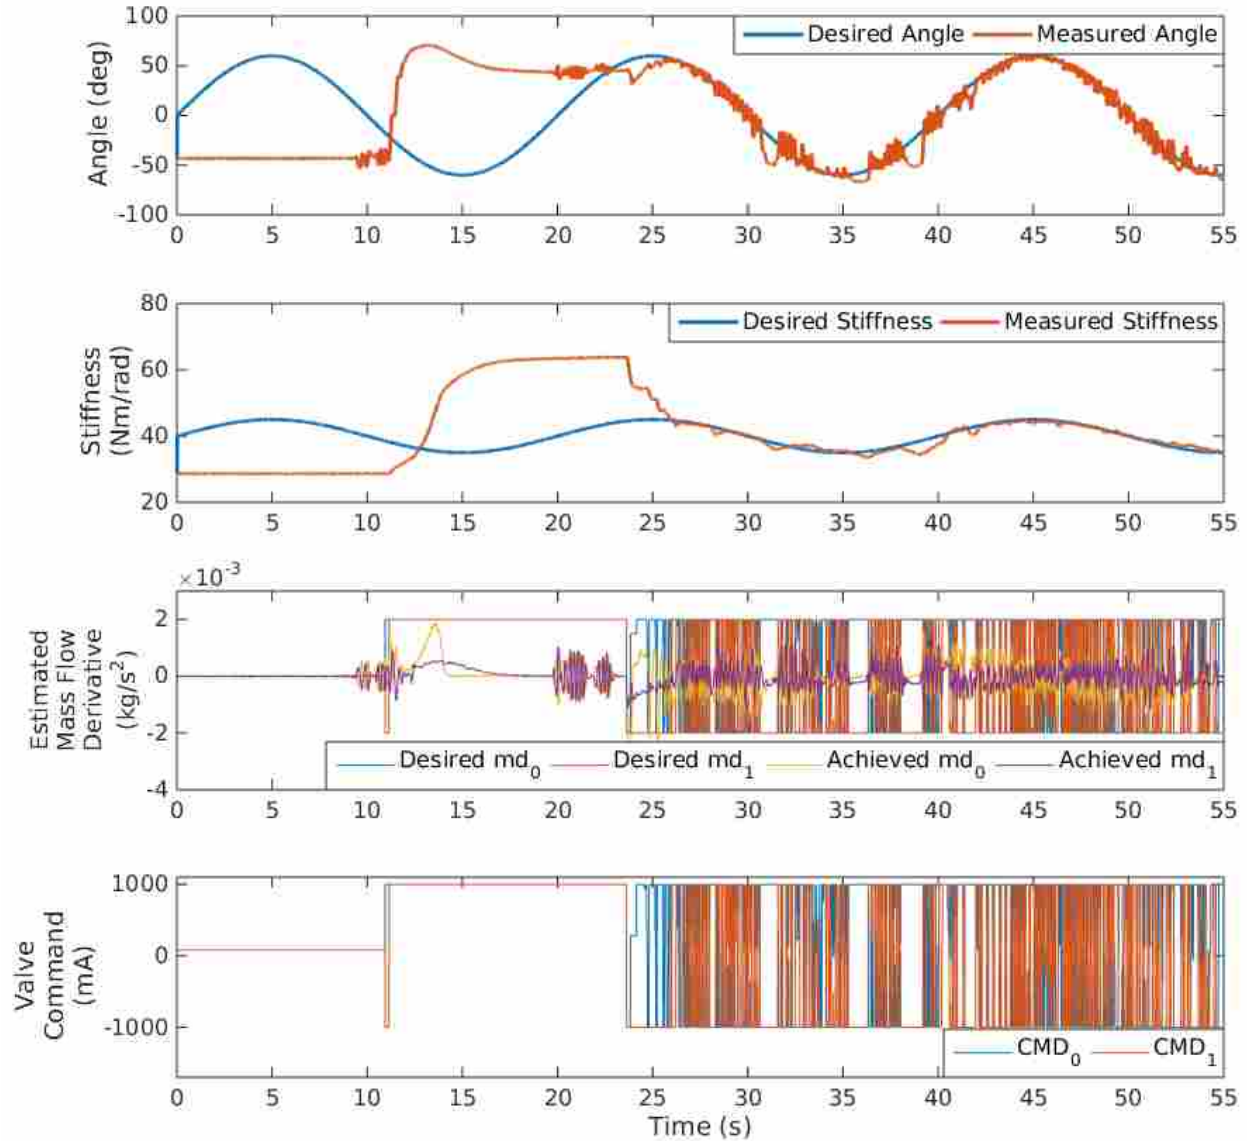 100
50
0
-50
-100
Angle (deg)
Desired Angle Measured Angle
0 5 10 15 20 25 30 35 40 45 50 55
80
60
40
20
Stiffness
(Nm/rad)
Desired Stiffness Measured Stiffness
0 5 10 15 20 25 30 35 40 45 50 55
×10⁻³
2
0
-2
-4
Estimated
Mass Flow
Derivative
(kg/s²)
Desired md₀ Desired md₁ Achieved md₀ Achieved md₁
0 5 10 15 20 25 30 35 40 45 50 55
1000
0
-1000
Valve
Command
(mA)
CMD₀ CMD₁
0 5 10 15 20 25 30 35 40 45 50 55
Time (s)